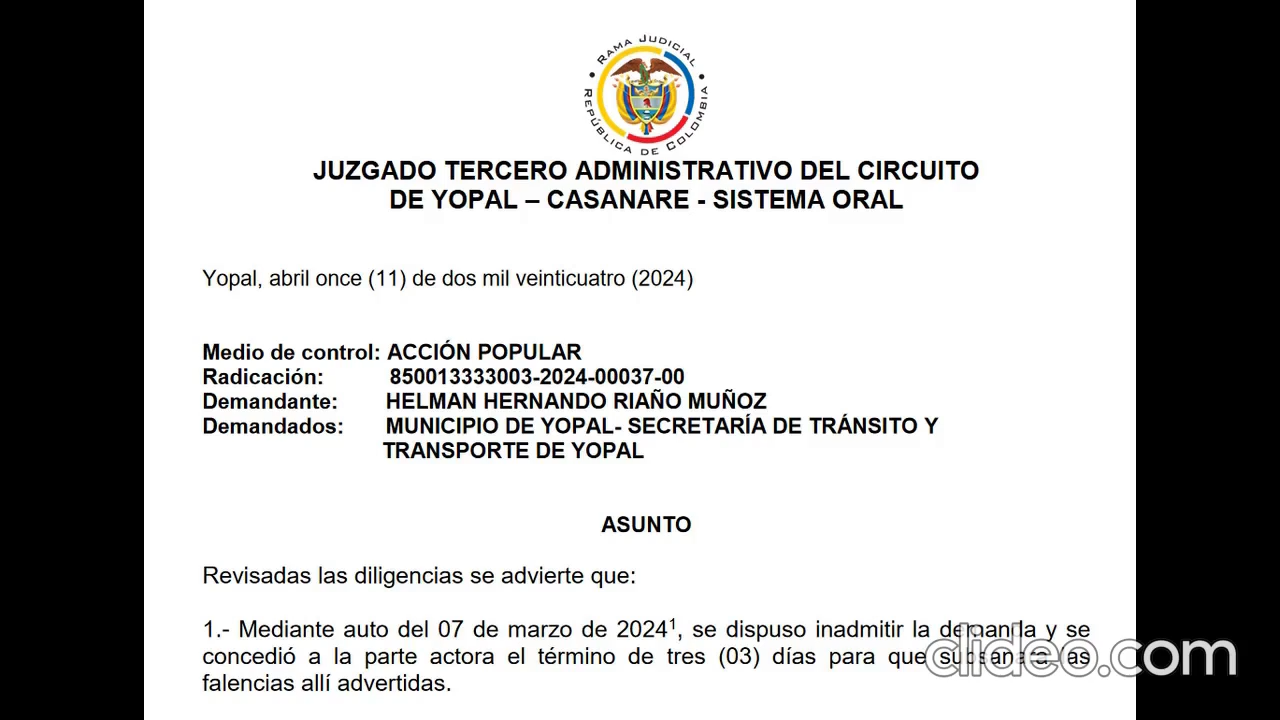 RAMA JUDICIAL
REPÚBLICA DE COLOMBIA
JUZGADO TERCERO ADMINISTRATIVO DEL CIRCUITO
DE YOPAL – CASANARE - SISTEMA ORAL
Yopal, abril once (11) de dos mil veinticuatro (2024)
Medio de control: ACCIÓN POPULAR
Radicación: 850013333003-2024-00037-00
Demandante: HELMAN HERNANDO RIAÑO MUÑOZ
Demandados: MUNICIPIO DE YOPAL- SECRETARÍA DE TRÁNSITO Y
TRANSPORTE DE YOPAL
ASUNTO
Revisadas las diligencias se advierte que:
1.- Mediante auto del 07 de marzo de 2024¹, se dispuso inadmitir la demanda y se
concedió a la parte actora el término de tres (03) días para que subsanara las
falencias allí advertidas.
clideo.com